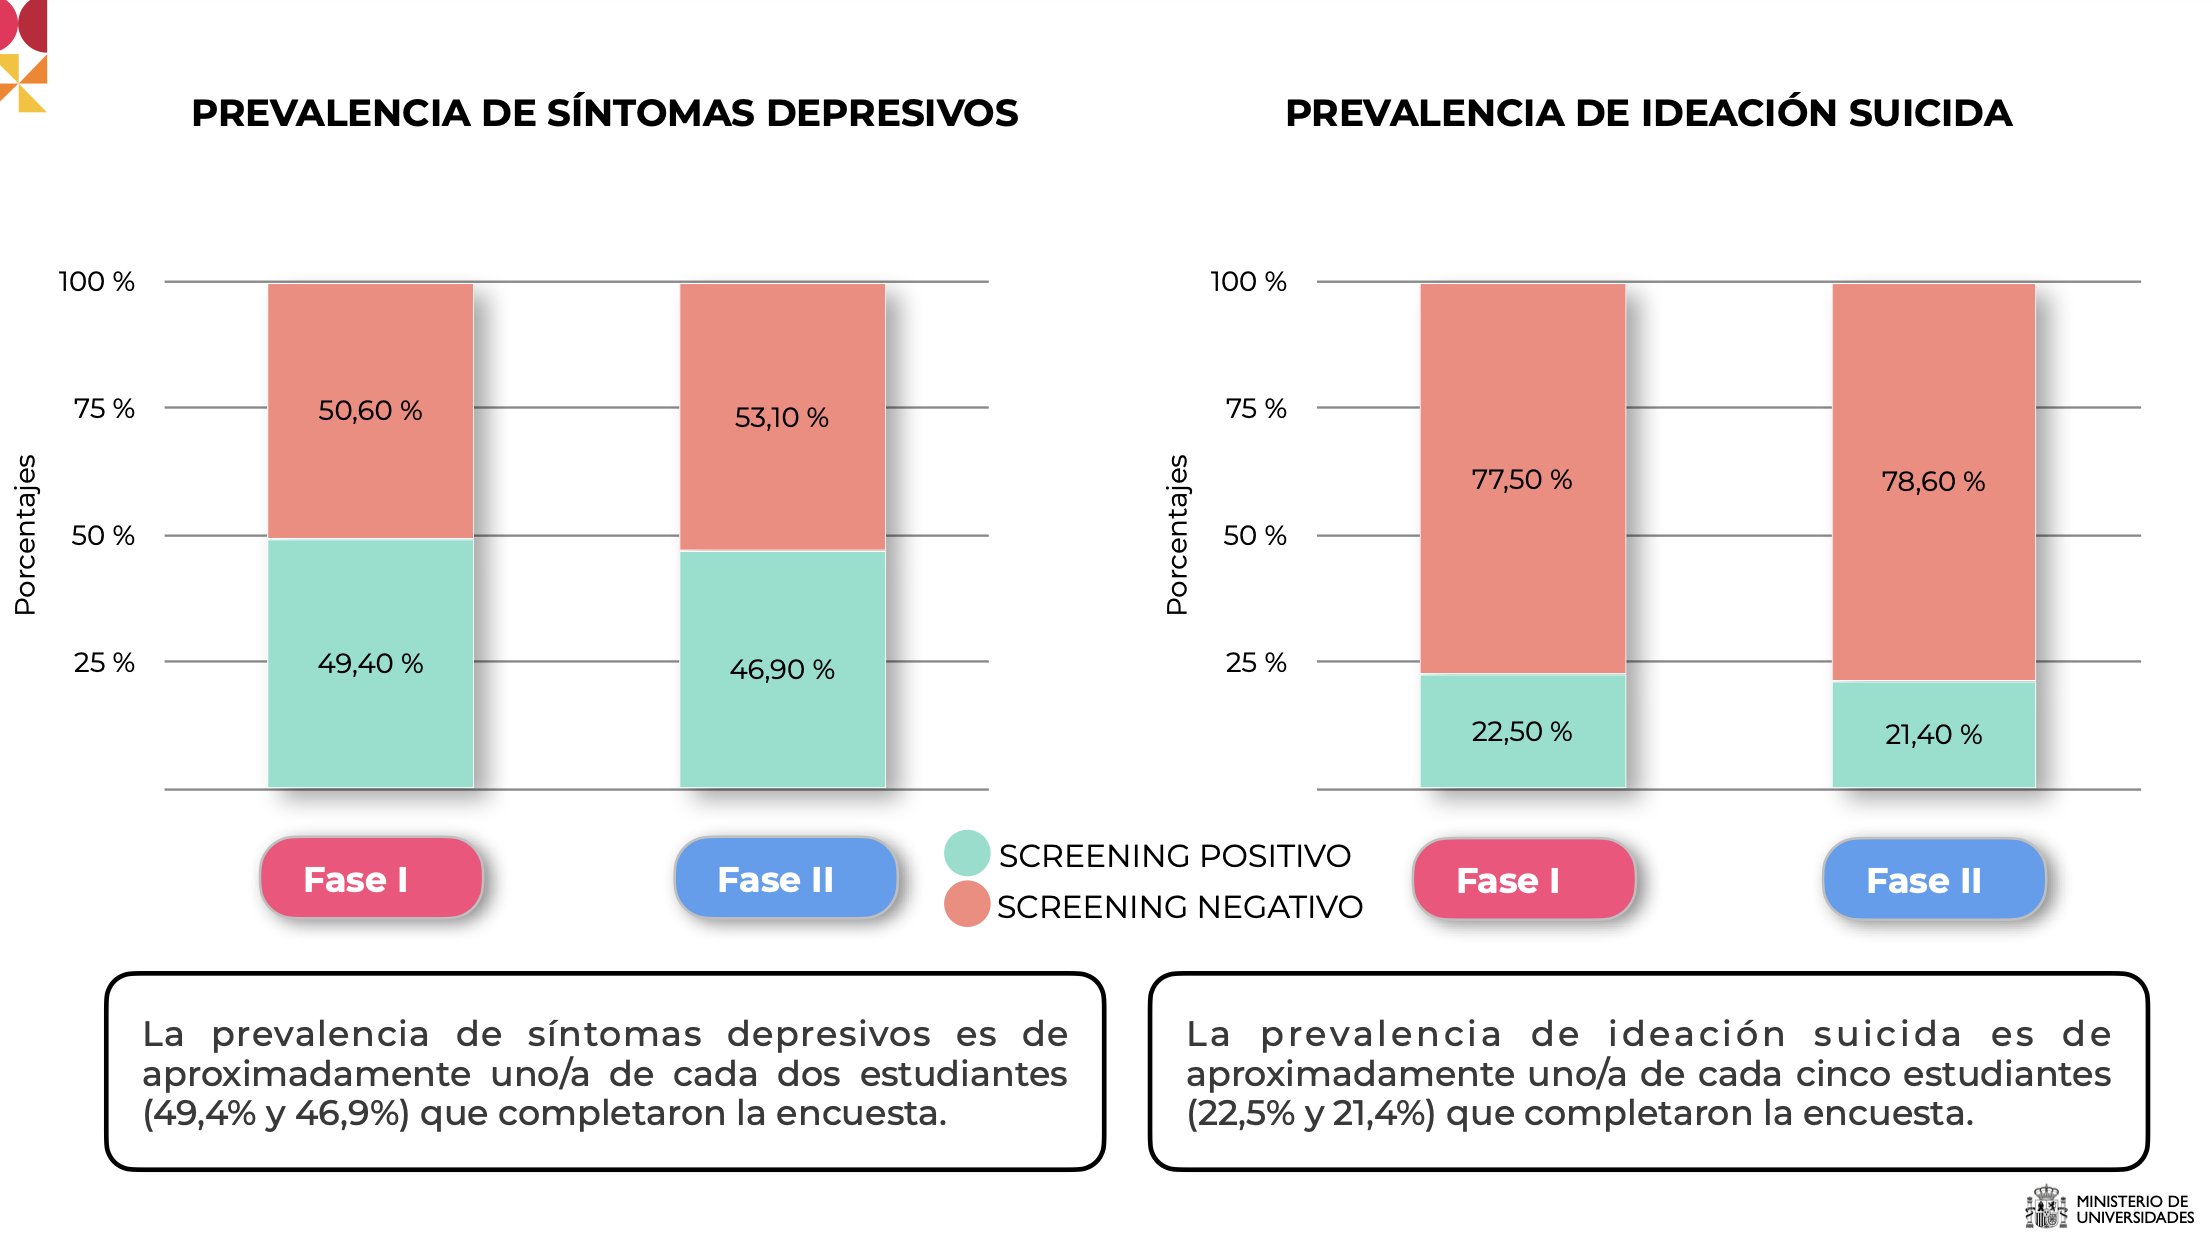 PREVALENCIA DE SÍNTOMAS DEPRESIVOS
100 %
75 %
50 %
25 %
Porcentajes
50,60 %
49,40 %
53,10 %
46,90 %
Fase I
Fase II
PREVALENCIA DE IDEACIÓN SUICIDA
100 %
75 %
50 %
25 %
Porcentajes
77,50 %
22,50 %
78,60 %
21,40 %
Fase I
Fase II
SCREENING POSITIVO
SCREENING NEGATIVO
La prevalencia de síntomas depresivos es de
aproximadamente uno/a de cada dos estudiantes
(49,4% y 46,9%) que completaron la encuesta.
La prevalencia de ideación suicida es de
aproximadamente uno/a de cada cinco estudiantes
(22,5% y 21,4%) que completaron la encuesta.
MINISTERIO DE
UNIVERSIDADES